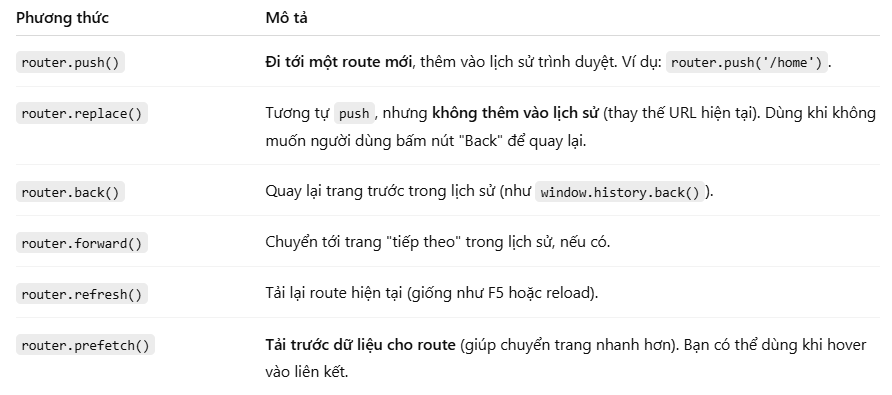 Phương thức Mô tả
router.push() Đi tới một route mới, thêm vào lịch sử trình duyệt. Ví dụ: router.push('/home').
router.replace() Tương tự push, nhưng không thêm vào lịch sử (thay thế URL hiện tại). Dùng khi không
muốn người dùng bấm nút "Back" để quay lại.
router.back() Quay lại trang trước trong lịch sử (như window.history.back()).
router.forward() Chuyển tới trang "tiếp theo" trong lịch sử, nếu có.
router.refresh() Tải lại route hiện tại (giống như F5 hoặc reload).
router.prefetch() Tải trước dữ liệu cho route (giúp chuyển trang nhanh hơn). Bạn có thể dùng khi hover
vào liên kết.